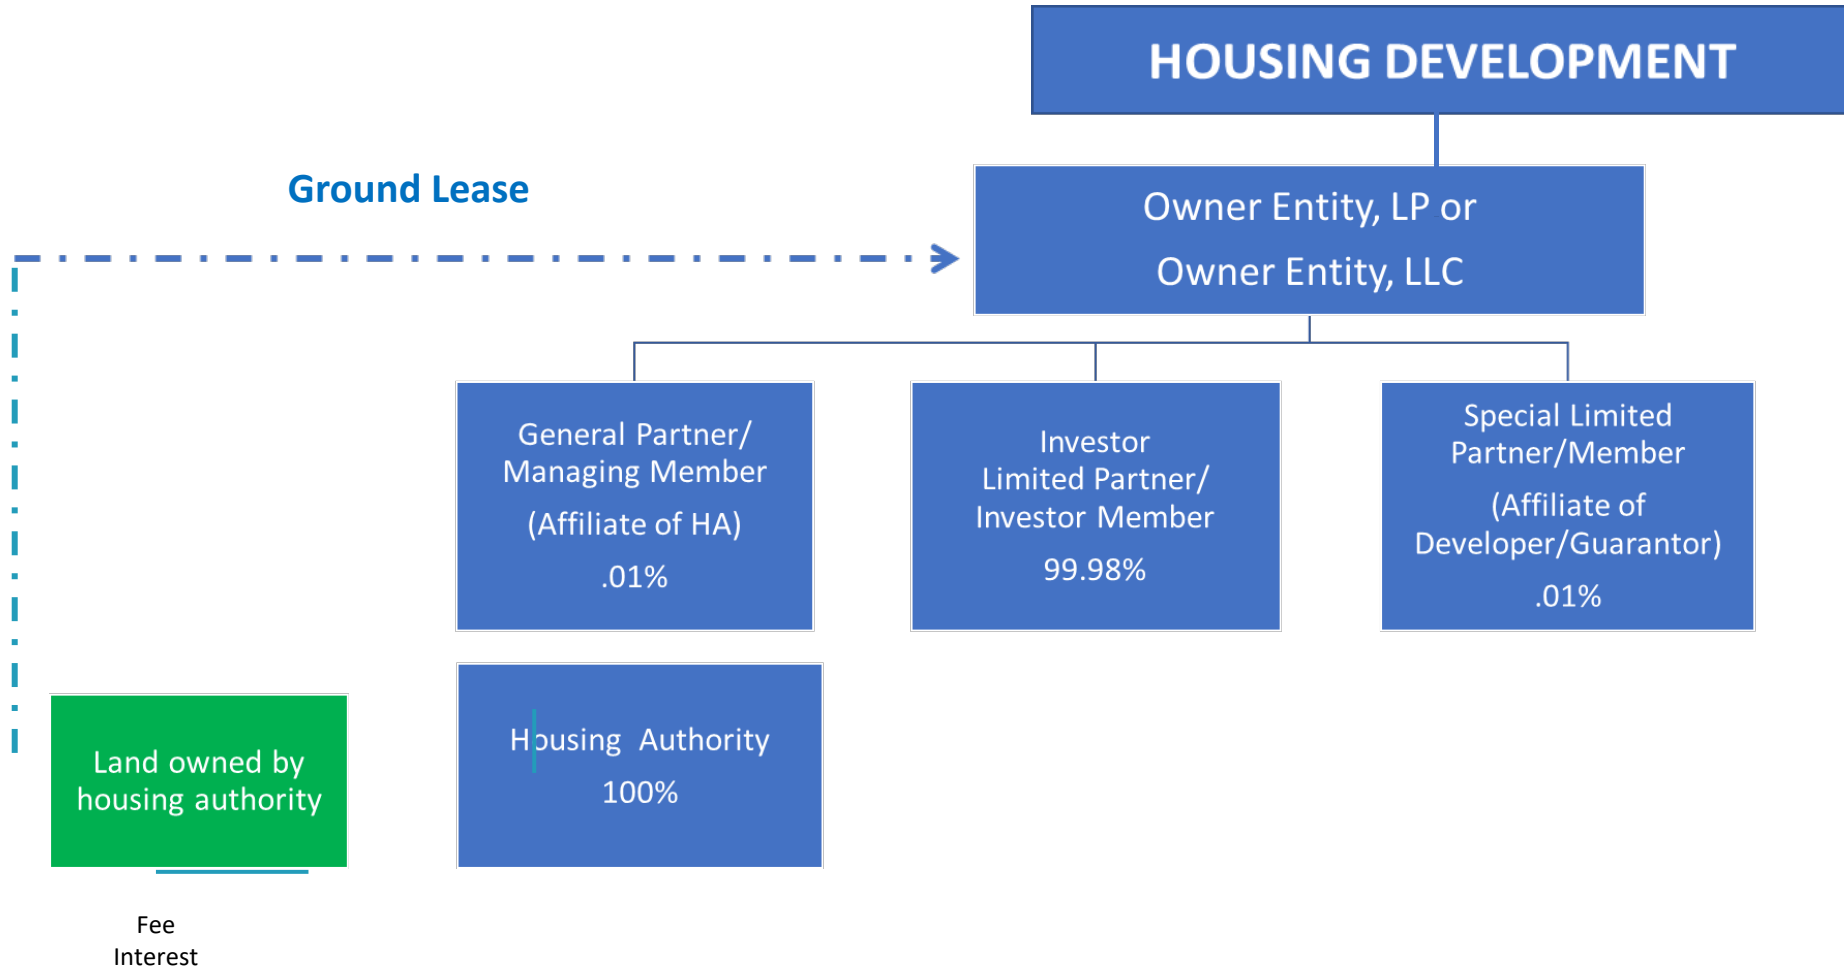 HOUSING DEVELOPMENT
Ground Lease
Owner Entity, LP or
Owner Entity, LLC
General Partner/
Managing Member
(Affiliate of HA)
.01%
Investor
Limited Partner/
Investor Member
99.98%
Special Limited
Partner/Member
(Affiliate of
Developer/Guarantor)
.01%
Land owned by
housing authority
Housing Authority
100%
Fee
Interest